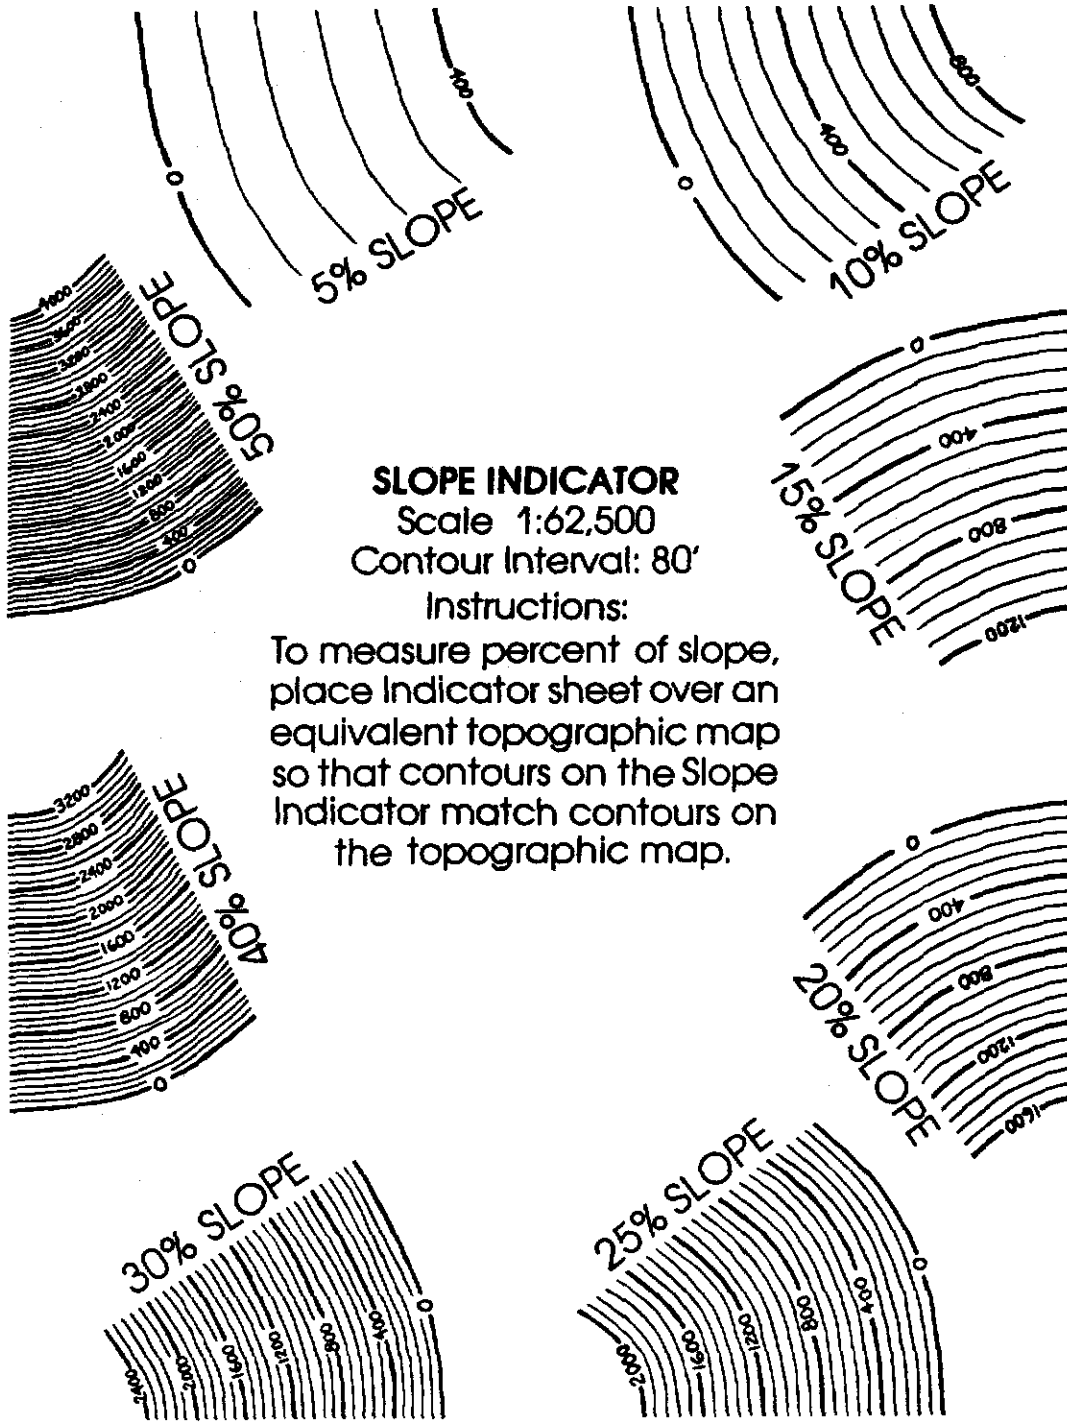 400
0
5% SLOPE
800
400
0
10% SLOPE
4000
3600
3200
2800
2400
2000
1600
1200
800
400
0
50% SLOPE
0
400
800
1200
15% SLOPE
SLOPE INDICATOR
Scale 1:62,500
Contour Interval: 80'
Instructions:
To measure percent of slope,
place Indicator sheet over an
equivalent topographic map
so that contours on the Slope
Indicator match contours on
the topographic map.
3200
2800
2400
2000
1600
1200
800
400
0
40% SLOPE
0
400
800
1200
1600
20% SLOPE
30% SLOPE
2400
2000
1600
1200
800
400
0
25% SLOPE
2000
1600
1200
800
400
0